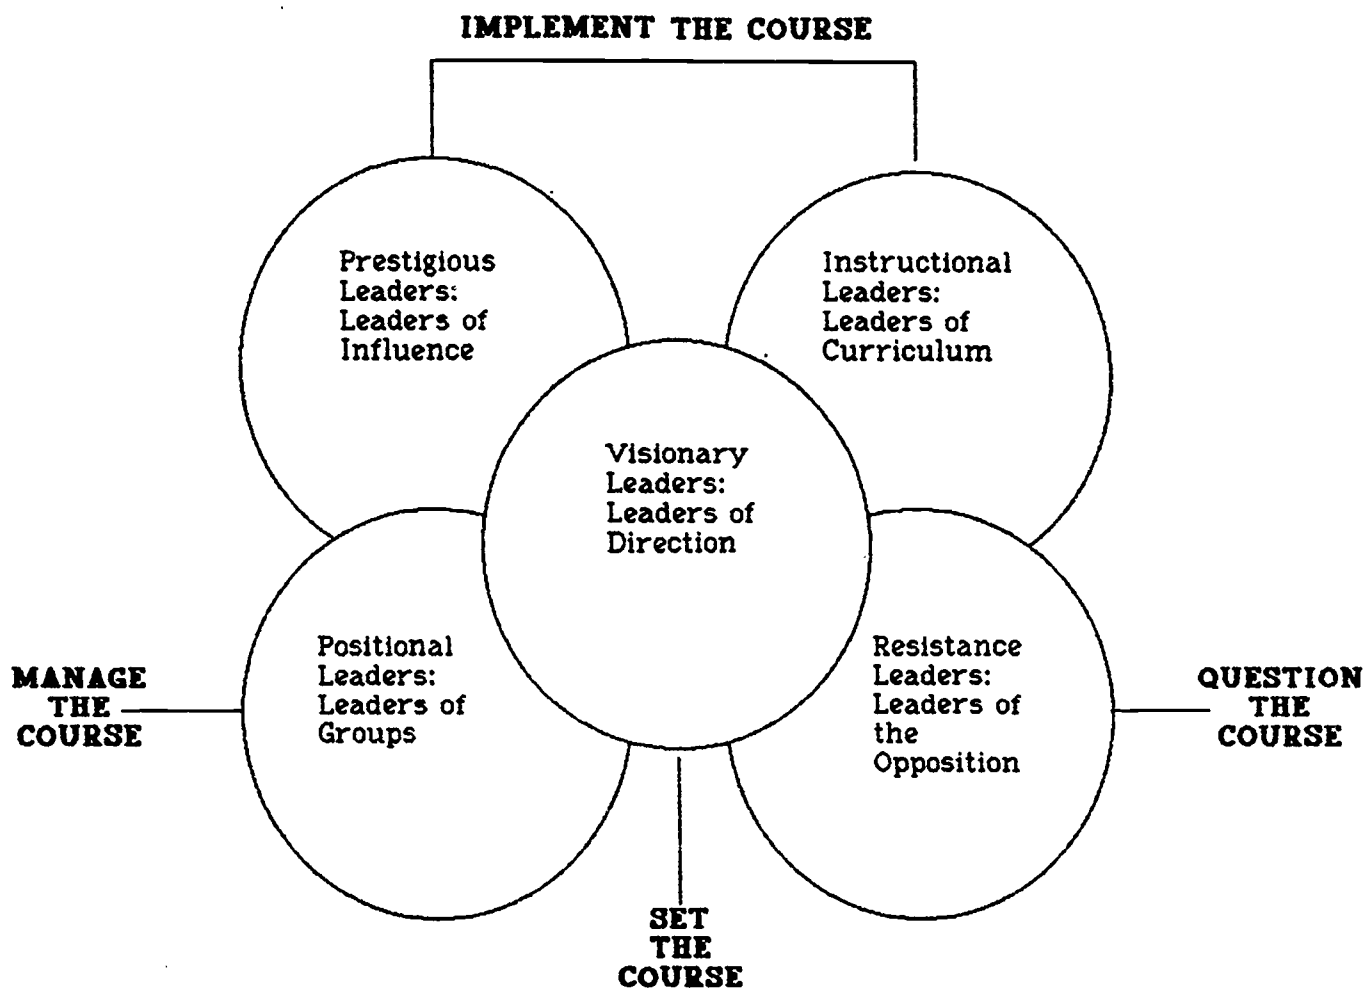 IMPLEMENT THE COURSE
Prestigious
Leaders:
Leaders of
Influence
Instructional
Leaders:
Leaders of
Curriculum
Visionary
Leaders:
Leaders of
Direction
Positional
Leaders:
Leaders of
Groups
Resistance
Leaders:
Leaders of
the
Opposition
MANAGE
THE
COURSE
QUESTION
THE
COURSE
SET
THE
COURSE